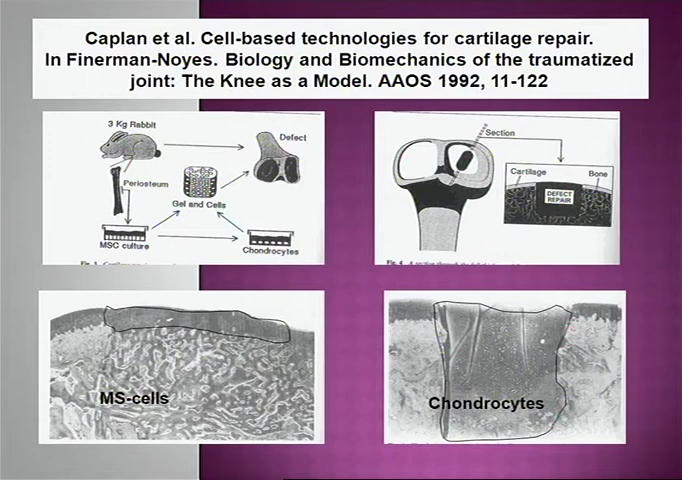 Caplan et al. Cell-based technologies for cartilage repair.
In Finerman-Noyes. Biology and Biomechanics of the traumatized
joint: The Knee as a Model. AAOS 1992, 11-122
3 Kg Rabbit
Defect
Periosteum
Gel and Cells
MSC culture
Chondrocytes
Section
Cartilage
Bone
DEFECT
REPAIR
MS-cells
Chondrocytes